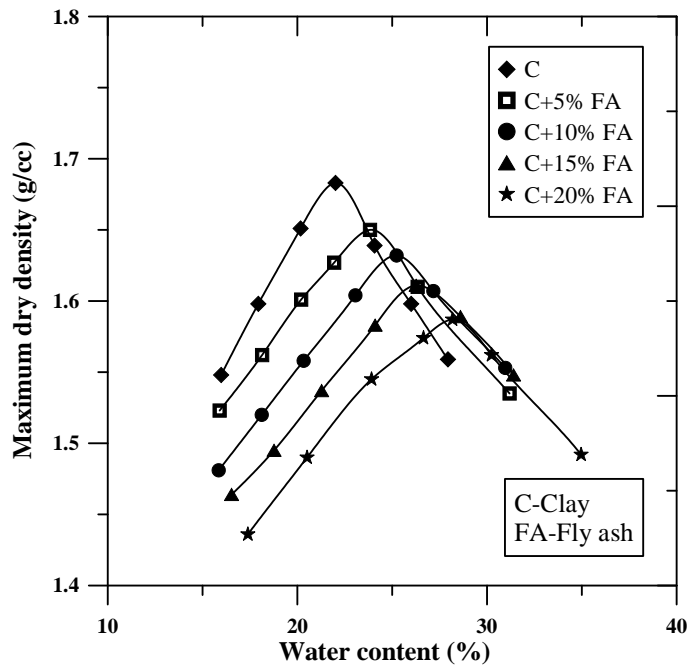 1.8
1.7
1.6
1.5
1.4
Maximum dry density (g/cc)
C
C+5% FA
C+10% FA
C+15% FA
C+20% FA
C-Clay
FA-Fly ash
10
20
30
40
Water content (%)